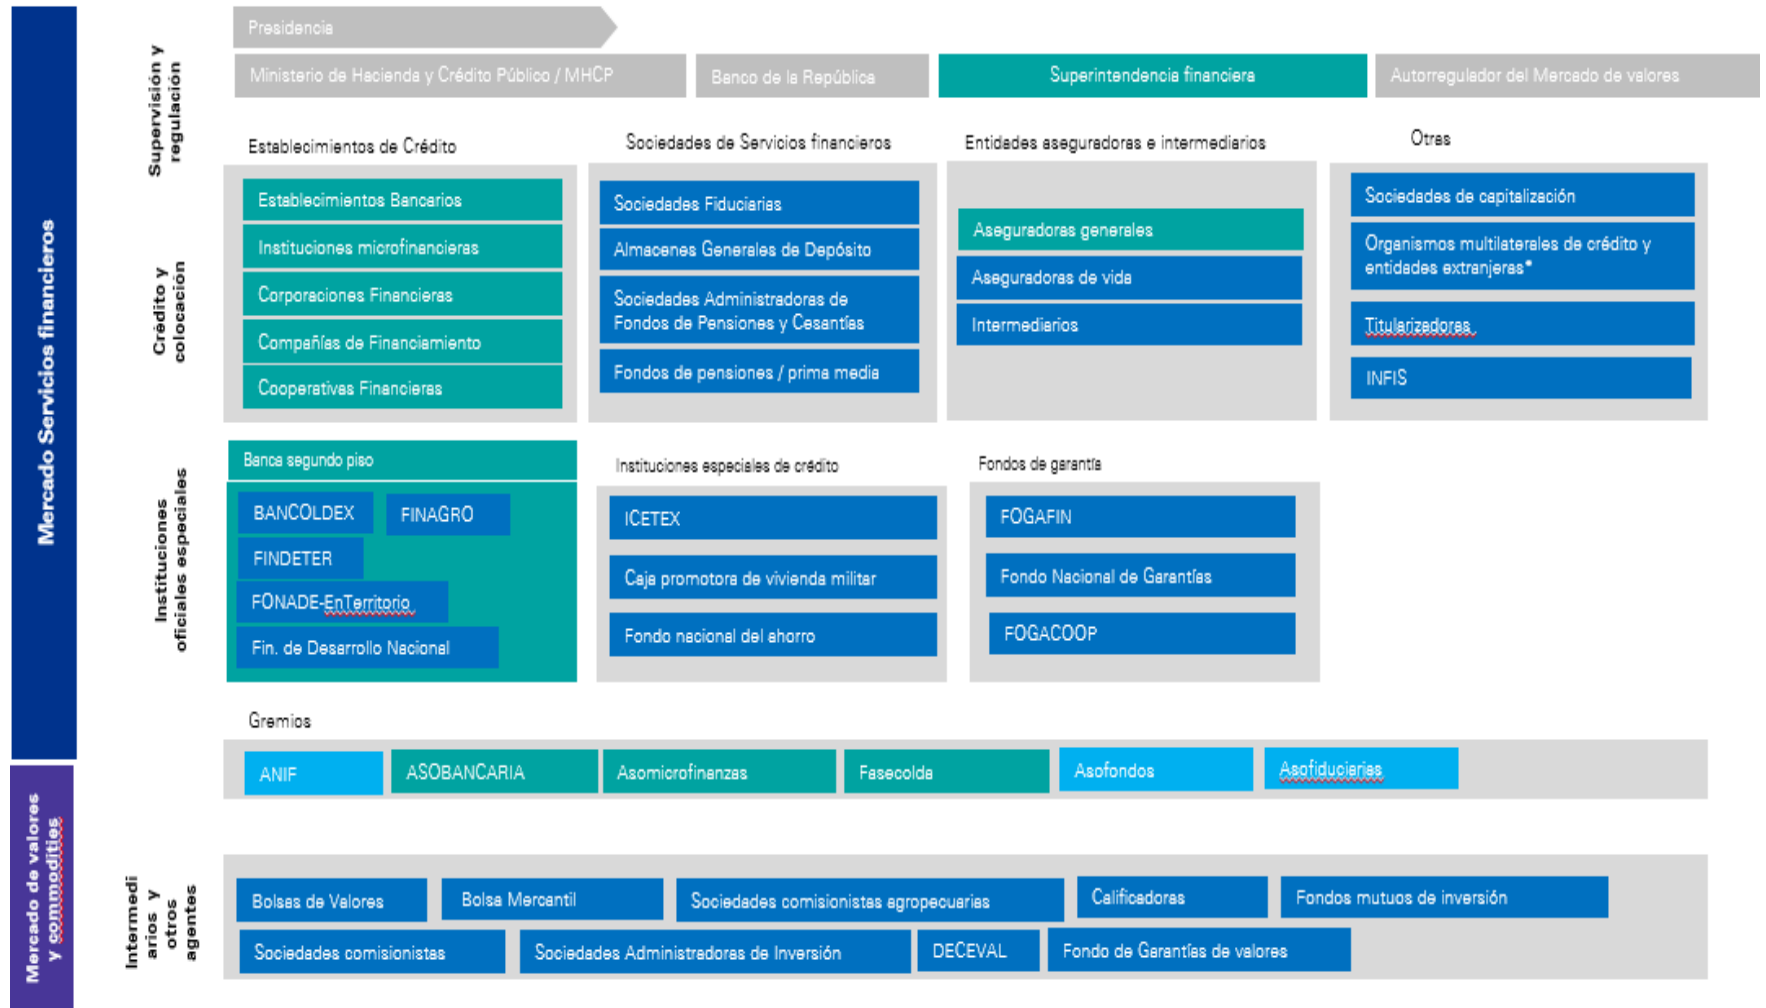 Presidencia
Ministerio de Hacienda y Crédito Público / MHCP
Banco de la República
Superintendencia financiera
Autorregulador del Mercado de valores
Supervisión y
regulación
Establecimientos de Crédito
Sociedades de Servicios financieros
Entidades aseguradoras e intermediarios
Otras
Mercado Servicios financieros
Crédito y
colocación
Establecimientos Bancarios
Instituciones microfinancieras
Corporaciones Financieras
Compañías de Financiamiento
Cooperativas Financieras
Sociedades Fiduciarias
Almacenes Generales de Depósito
Sociedades Administradoras de
Fondos de Pensiones y Cesantías
Fondos de pensiones / prima media
Aseguradoras generales
Aseguradoras de vida
Intermediarios
Sociedades de capitalización
Organismos multilaterales de crédito y
entidades extranjeras*
Titularizadoras
INFIS
Instituciones
oficiales especiales
Banca segundo piso
BANCOLDEX
FINAGRO
FINDETER
FONADE-EnTerritorio
Fin. de Desarrollo Nacional
Instituciones especiales de crédito
ICETEX
Caja promotora de vivienda militar
Fondo nacional del ahorro
Fondos de garantía
FOGAFIN
Fondo Nacional de Garantías
FOGACOOP
Gremios
ANIF
ASOBANCARIA
Asomicrofinanzas
Fasecolda
Asofondos
Asofiduciarias
Mercado de valores
y commodities
Intermedi
arios y
otros
agentes
Bolsas de Valores
Bolsa Mercantil
Sociedades comisionistas agropecuarias
Calificadoras
Fondos mutuos de inversión
Sociedades comisionistas
Sociedades Administradoras de Inversión
DECEVAL
Fondo de Garantías de valores